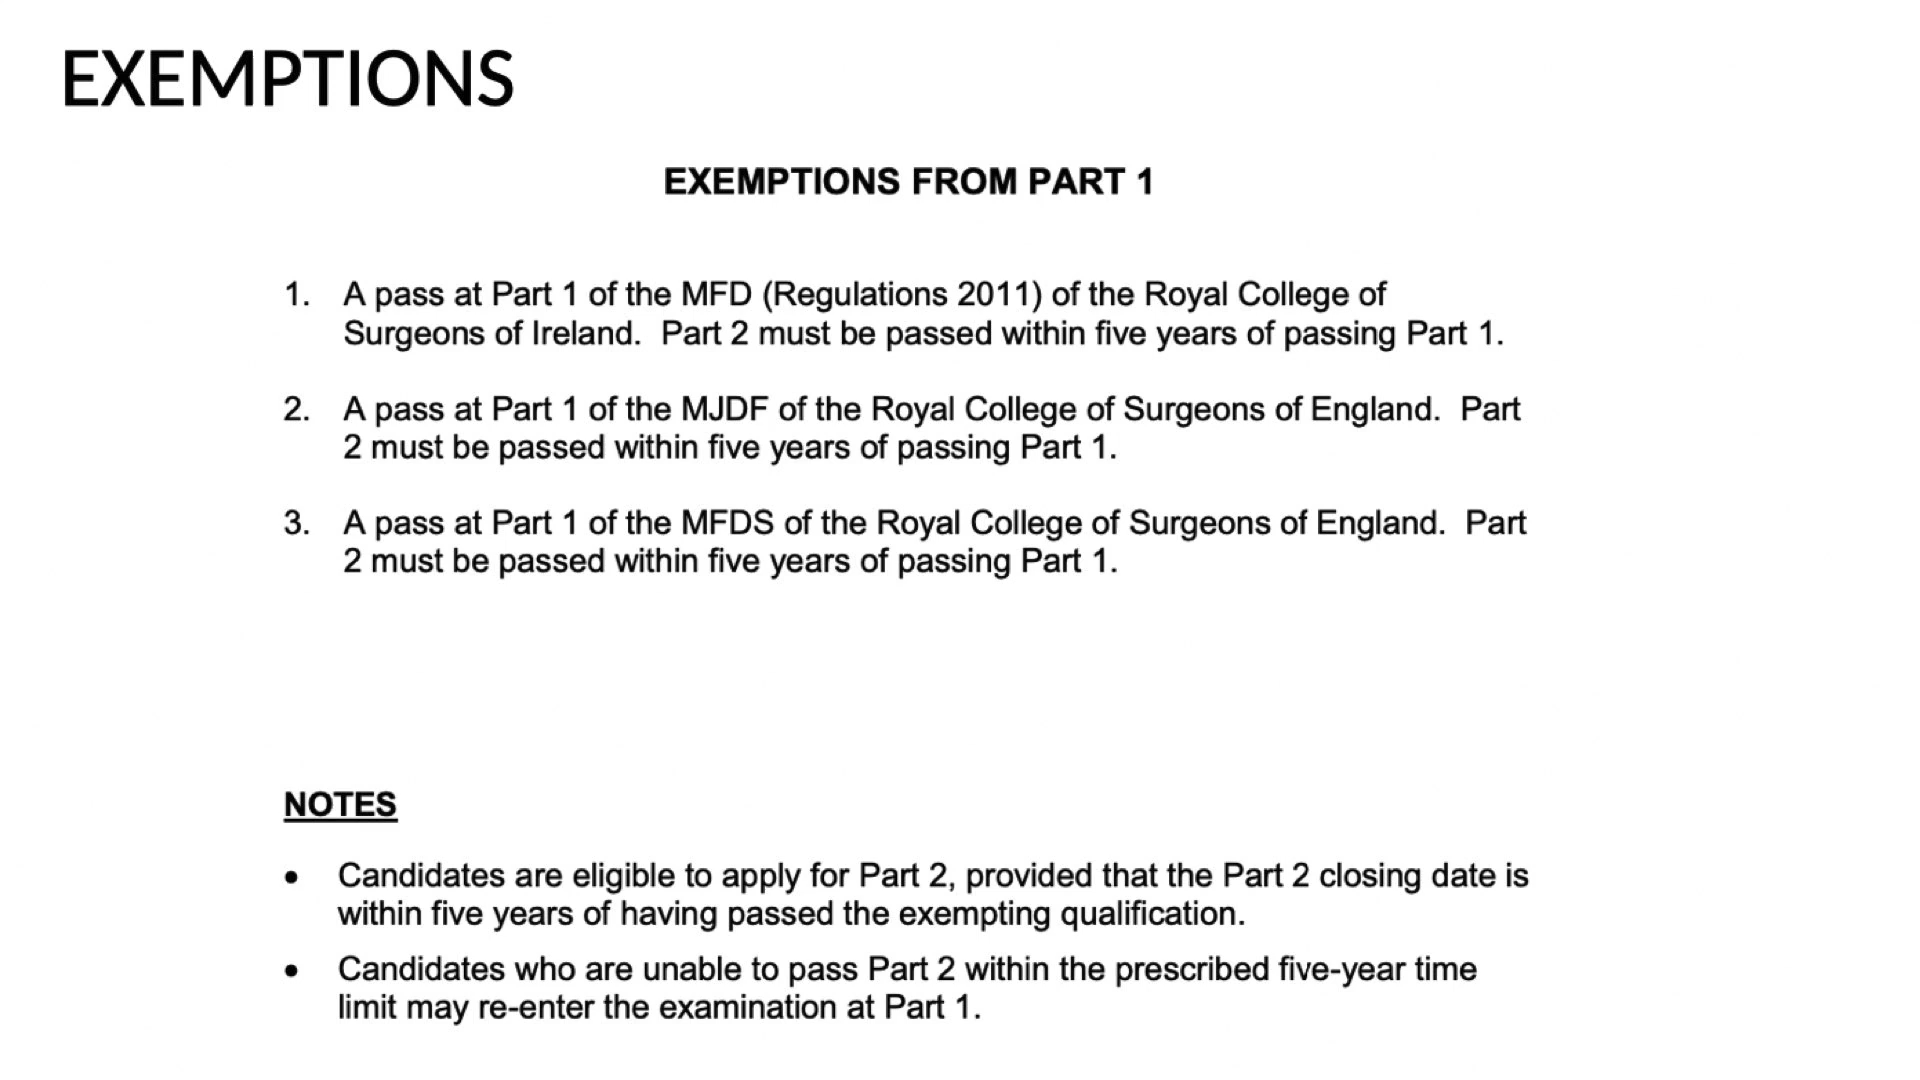 EXEMPTIONS
EXEMPTIONS FROM PART 1
1. A pass at Part 1 of the MFD (Regulations 2011) of the Royal College of
Surgeons of Ireland.  Part 2 must be passed within five years of passing Part 1.
2. A pass at Part 1 of the MJDF of the Royal College of Surgeons of England.  Part
2 must be passed within five years of passing Part 1.
3. A pass at Part 1 of the MFDS of the Royal College of Surgeons of England.  Part
2 must be passed within five years of passing Part 1.
NOTES
• Candidates are eligible to apply for Part 2, provided that the Part 2 closing date is
within five years of having passed the exempting qualification.
• Candidates who are unable to pass Part 2 within the prescribed five-year time
limit may re-enter the examination at Part 1.